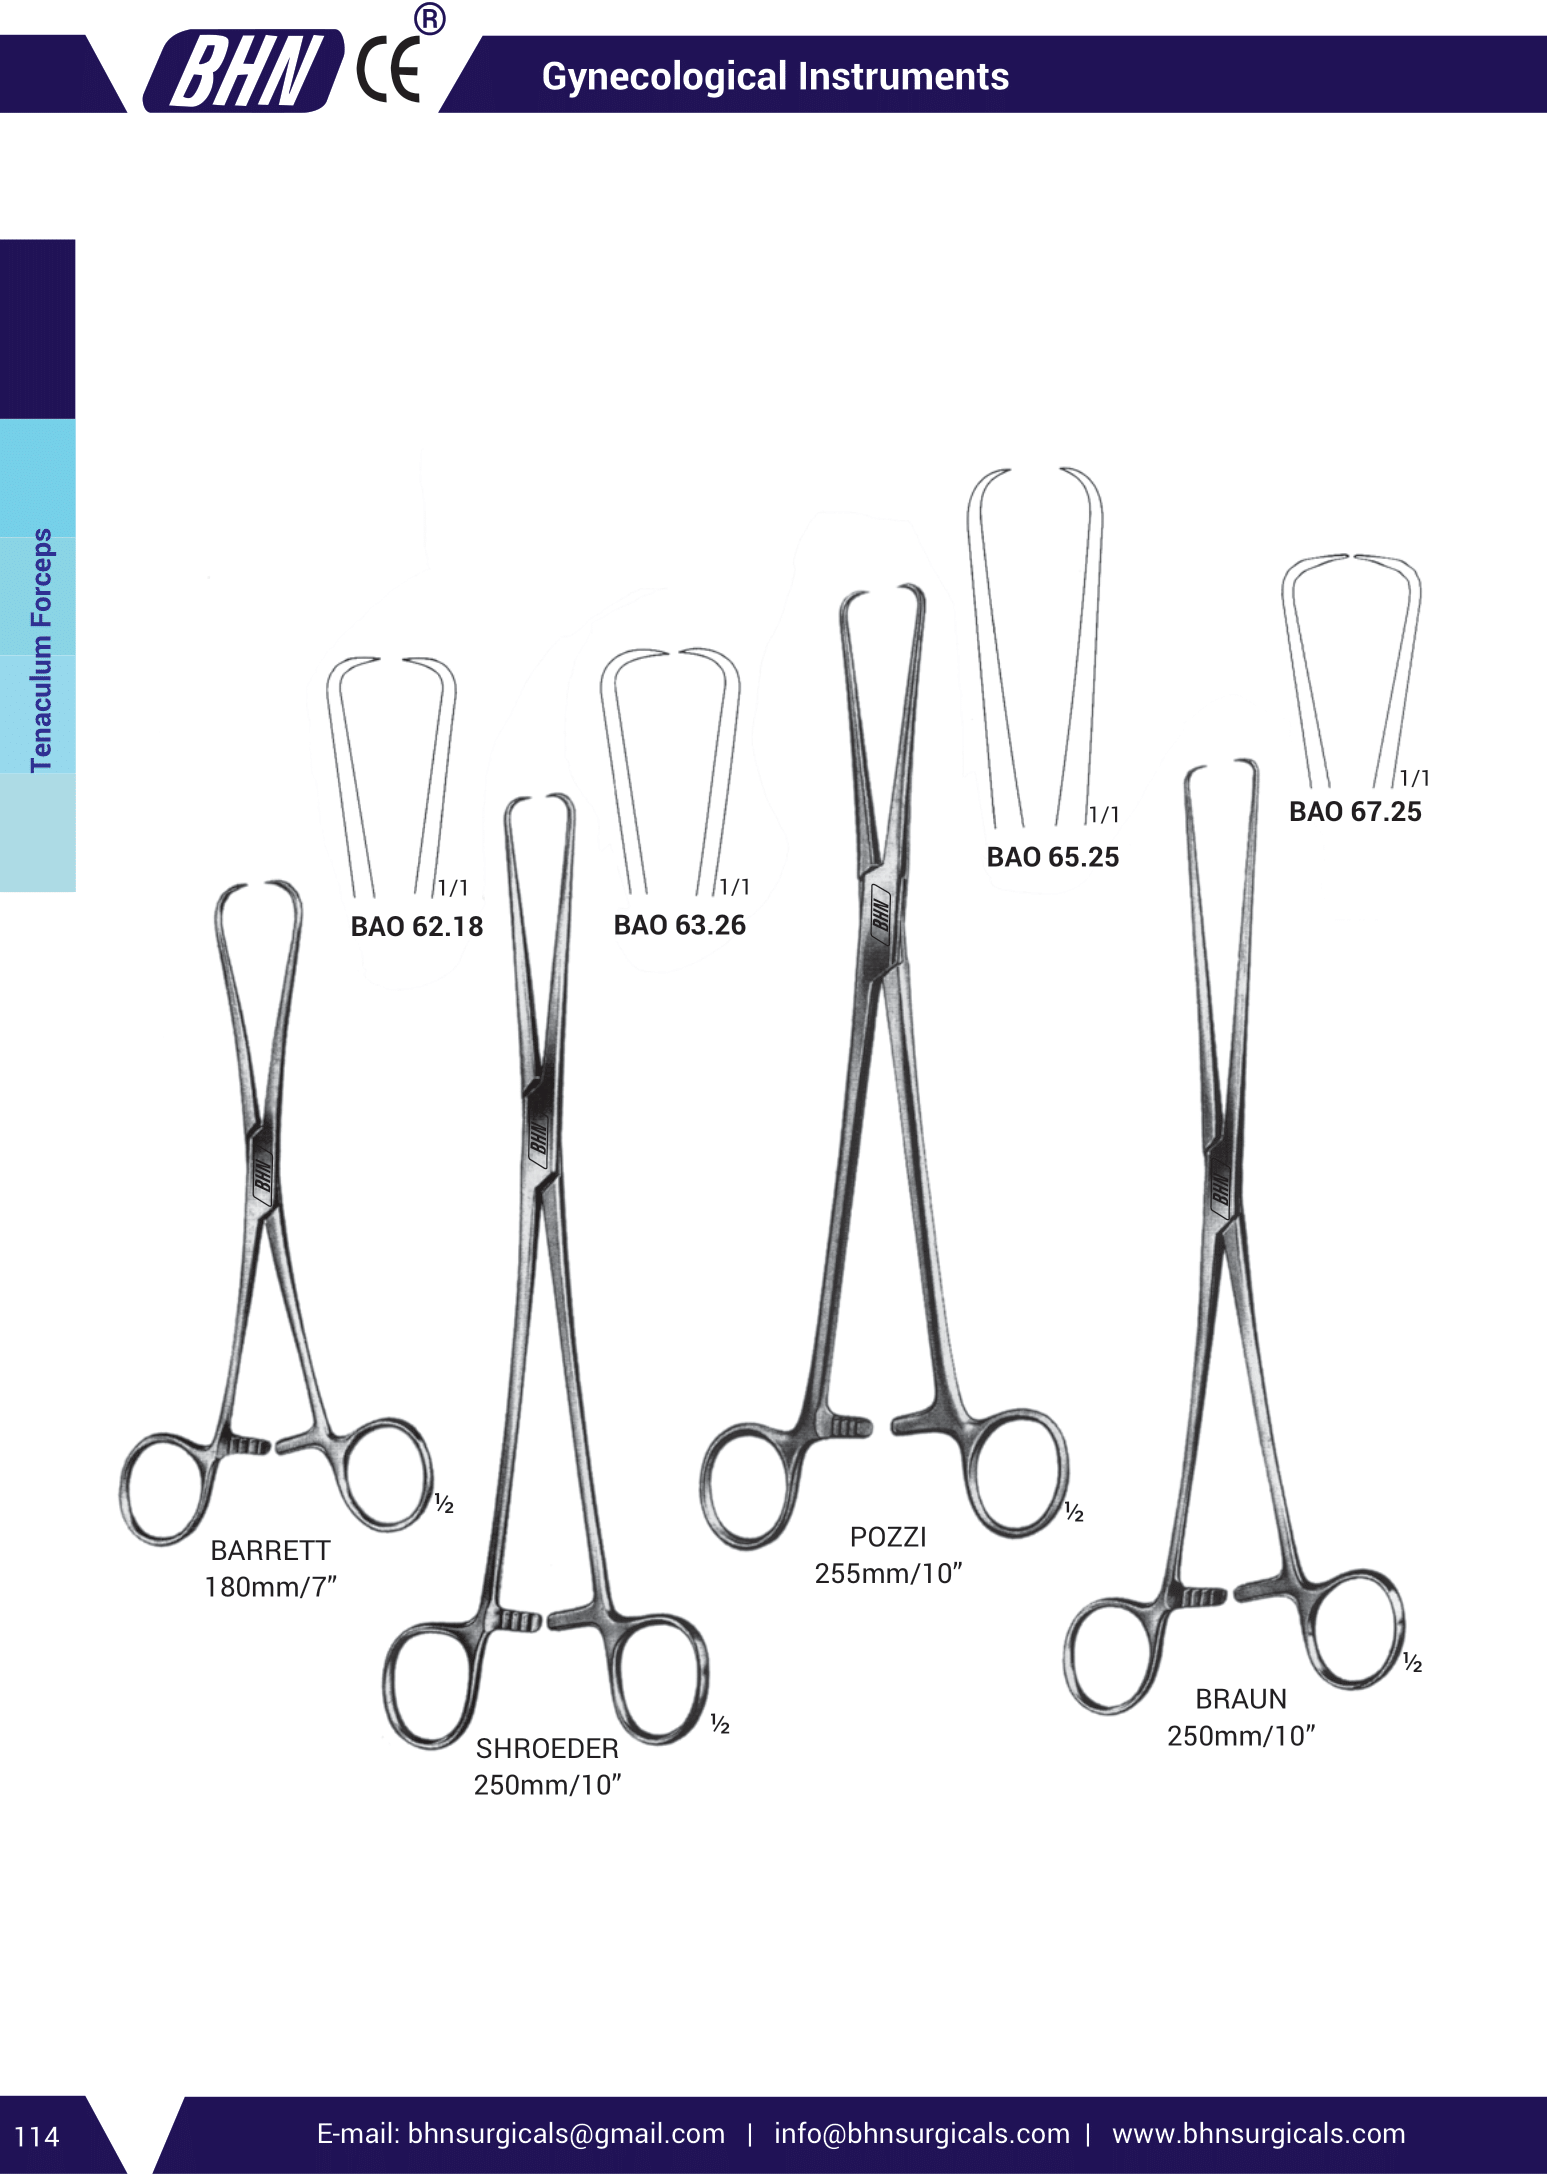 BHN CE ®
Gynecological Instruments
Tenaculum Forceps
1/1
BAO 62.18
1/1
BAO 63.26
1/1
BAO 65.25
1/1
BAO 67.25
BHN
BHN
BHN
BHN
½
BARRETT
180mm/7”
½
SHROEDER
250mm/10”
½
POZZI
255mm/10”
½
BRAUN
250mm/10”
114
E-mail: bhnsurgicals@gmail.com | info@bhnsurgicals.com | www.bhnsurgicals.com